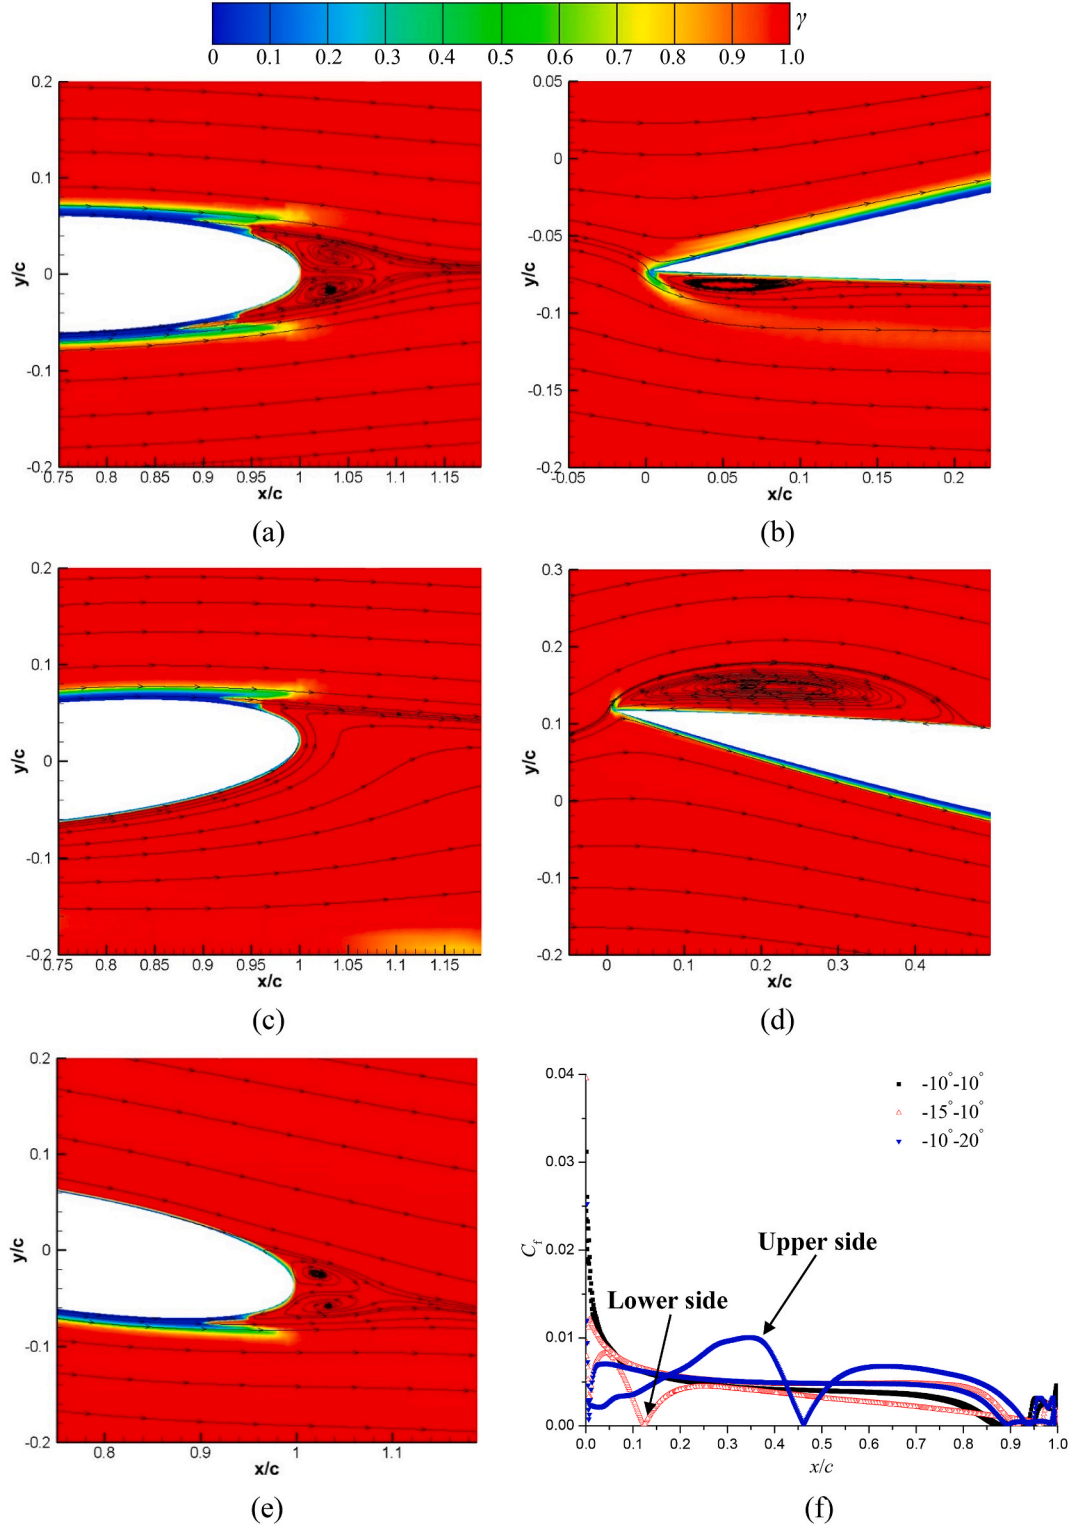 γ
0 0.1 0.2 0.3 0.4 0.5 0.6 0.7 0.8 0.9 1.0
0.2
0.1
0
-0.1
-0.2
y/c
0.75 0.8 0.85 0.9 0.95 1 1.05 1.1 1.15
x/c
(a)
0.05
0
-0.05
-0.1
-0.15
-0.2
y/c
-0.05 0 0.05 0.1 0.15 0.2
x/c
(b)
0.2
0.1
0
-0.1
-0.2
y/c
0.75 0.8 0.85 0.9 0.95 1 1.05 1.1 1.15
x/c
(c)
0.3
0.2
0.1
0
-0.1
-0.2
y/c
0 0.1 0.2 0.3 0.4
x/c
(d)
0.2
0.1
0
-0.1
-0.2
y/c
0.8 0.9 1 1.1
x/c
(e)
0.04
0.03
0.02
0.01
0.00
C_f
-10°-10°
-15°-10°
-10°-20°
Upper side
Lower side
0.0 0.1 0.2 0.3 0.4 0.5 0.6 0.7 0.8 0.9 1.0
x/c
(f)